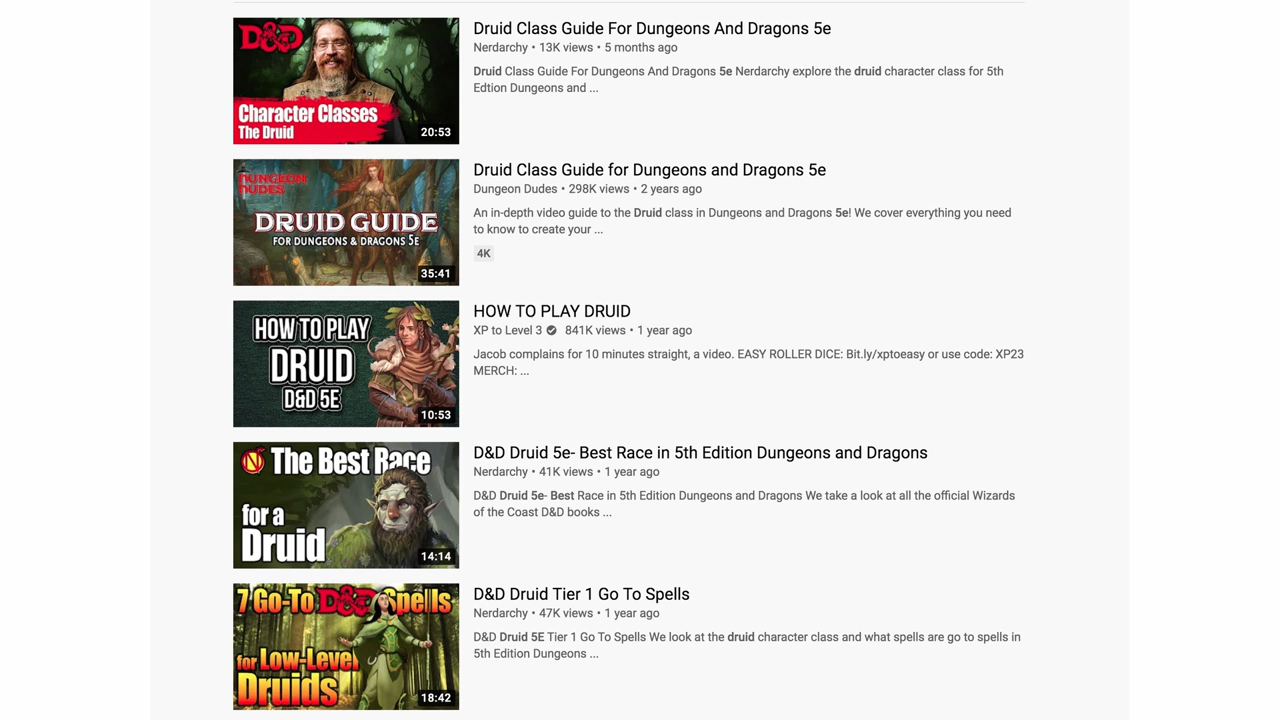 D&D
Character Classes
The Druid
20:53
Druid Class Guide For Dungeons And Dragons 5e
Nerdarchy • 13K views • 5 months ago
Druid Class Guide For Dungeons And Dragons 5e Nerdarchy explore the druid character class for 5th
Edtion Dungeons and ...
DUNGEON
DUDES
DRUID GUIDE
FOR DUNGEONS & DRAGONS 5E
35:41
Druid Class Guide for Dungeons and Dragons 5e
Dungeon Dudes • 298K views • 2 years ago
An in-depth video guide to the Druid class in Dungeons and Dragons 5e! We cover everything you need
to know to create your ...
4K
HOW TO PLAY
DRUID
D&D 5E
10:53
HOW TO PLAY DRUID
XP to Level 3 841K views • 1 year ago
Jacob complains for 10 minutes straight, a video. EASY ROLLER DICE: Bit.ly/xptoeasy or use code: XP23
MERCH: ...
N The Best Race
for a
Druid
14:14
D&D Druid 5e- Best Race in 5th Edition Dungeons and Dragons
Nerdarchy • 41K views • 1 year ago
D&D Druid 5e- Best Race in 5th Edition Dungeons and Dragons We take a look at all the official Wizards
of the Coast D&D books ...
7 Go-To D&D Spells
for Low-Level
Druids
18:42
D&D Druid Tier 1 Go To Spells
Nerdarchy • 47K views • 1 year ago
D&D Druid 5E Tier 1 Go To Spells We look at the druid character class and what spells are go to spells in
5th Edition Dungeons ...